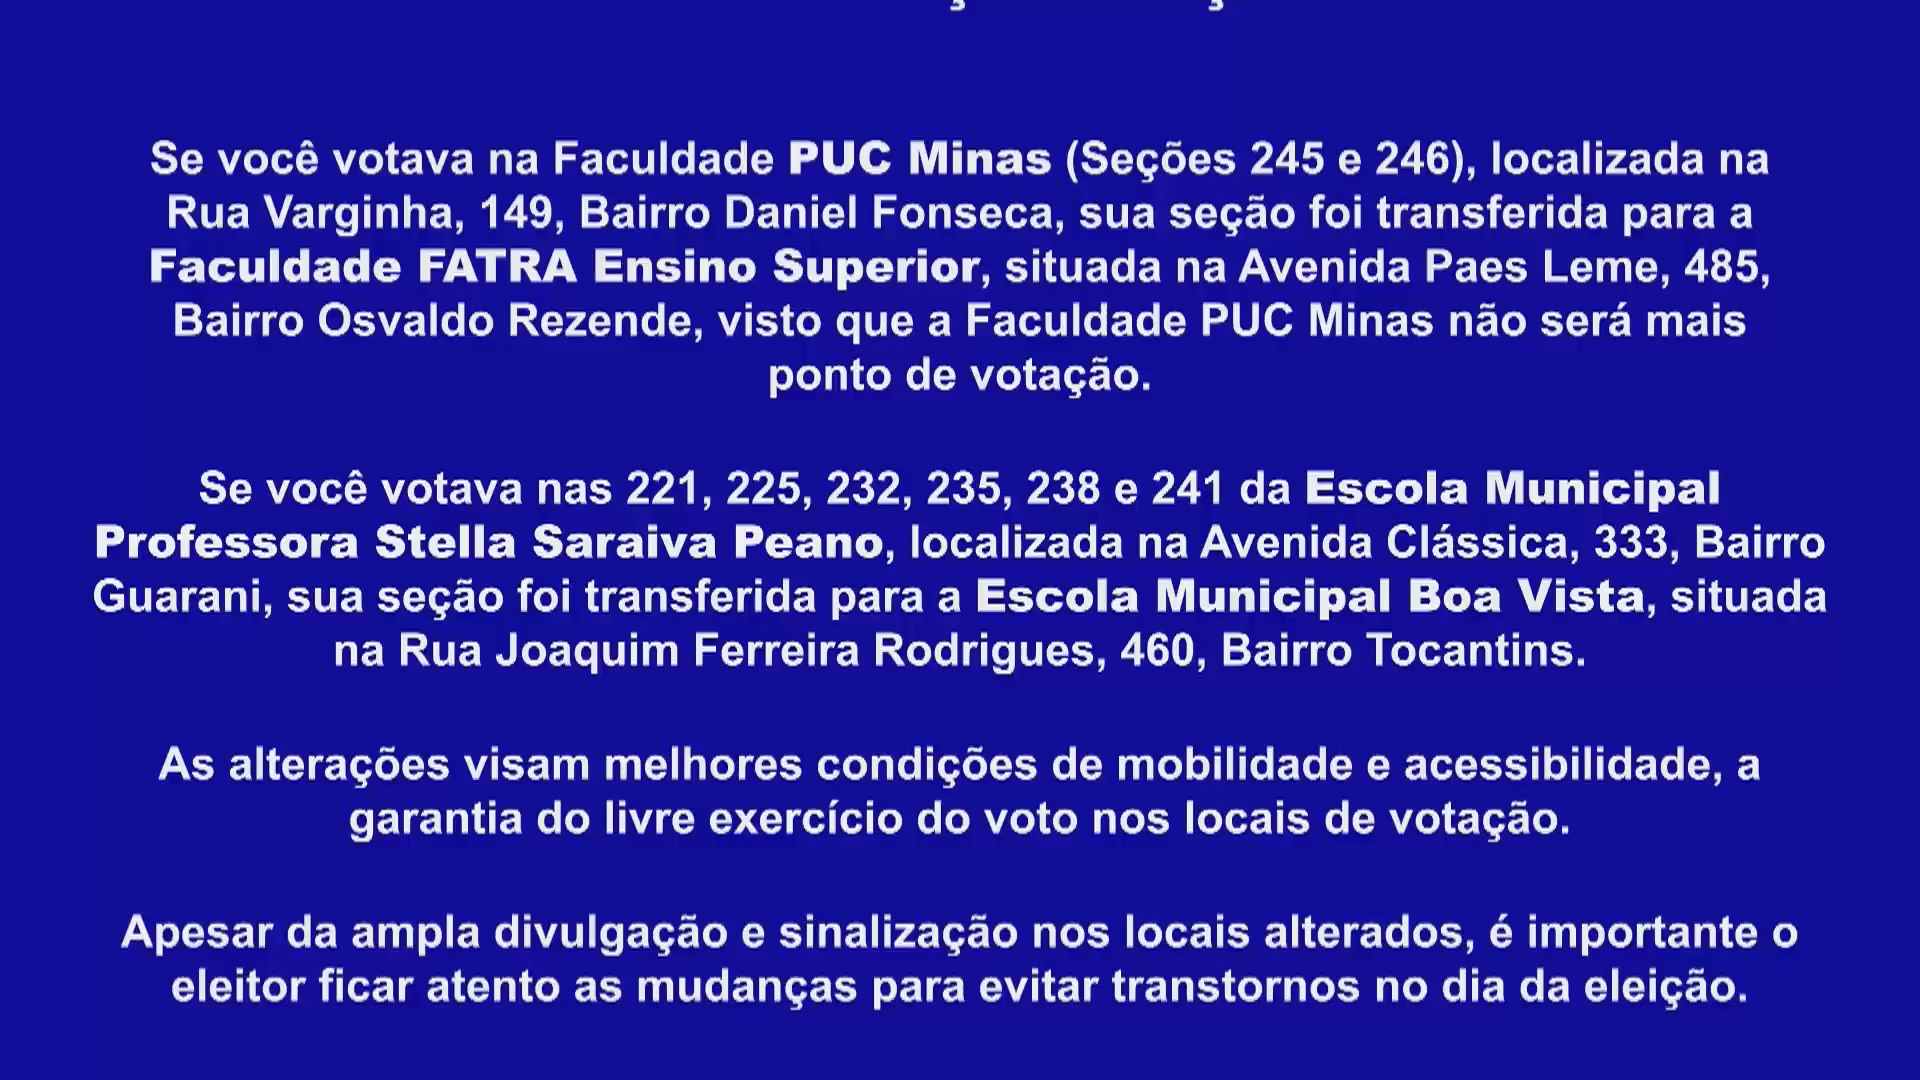 Se você votava na Faculdade PUC Minas (Seções 245 e 246), localizada na
Rua Varginha, 149, Bairro Daniel Fonseca, sua seção foi transferida para a
Faculdade FATRA Ensino Superior, situada na Avenida Paes Leme, 485,
Bairro Osvaldo Rezende, visto que a Faculdade PUC Minas não será mais
ponto de votação.
Se você votava nas 221, 225, 232, 235, 238 e 241 da Escola Municipal
Professora Stella Saraiva Peano, localizada na Avenida Clássica, 333, Bairro
Guarani, sua seção foi transferida para a Escola Municipal Boa Vista, situada
na Rua Joaquim Ferreira Rodrigues, 460, Bairro Tocantins.
As alterações visam melhores condições de mobilidade e acessibilidade, a
garantia do livre exercício do voto nos locais de votação.
Apesar da ampla divulgação e sinalização nos locais alterados, é importante o
eleitor ficar atento as mudanças para evitar transtornos no dia da eleição.